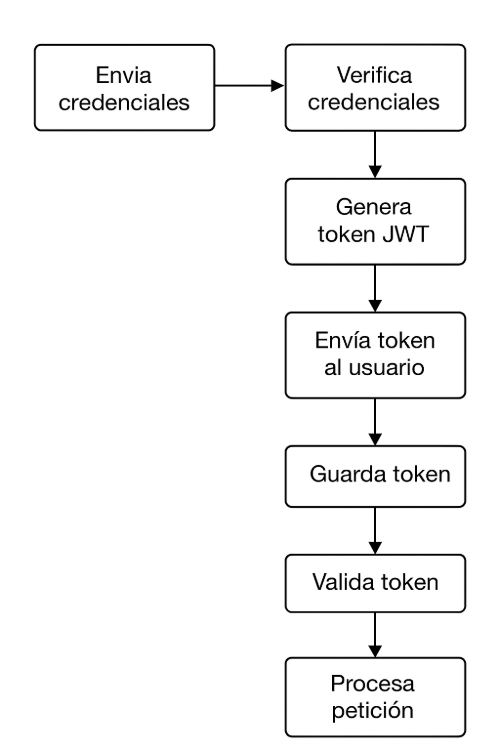 Envia
credenciales
Verifica
credenciales
Genera
token JWT
Envía token
al usuario
Guarda token
Valida token
Procesa
petición